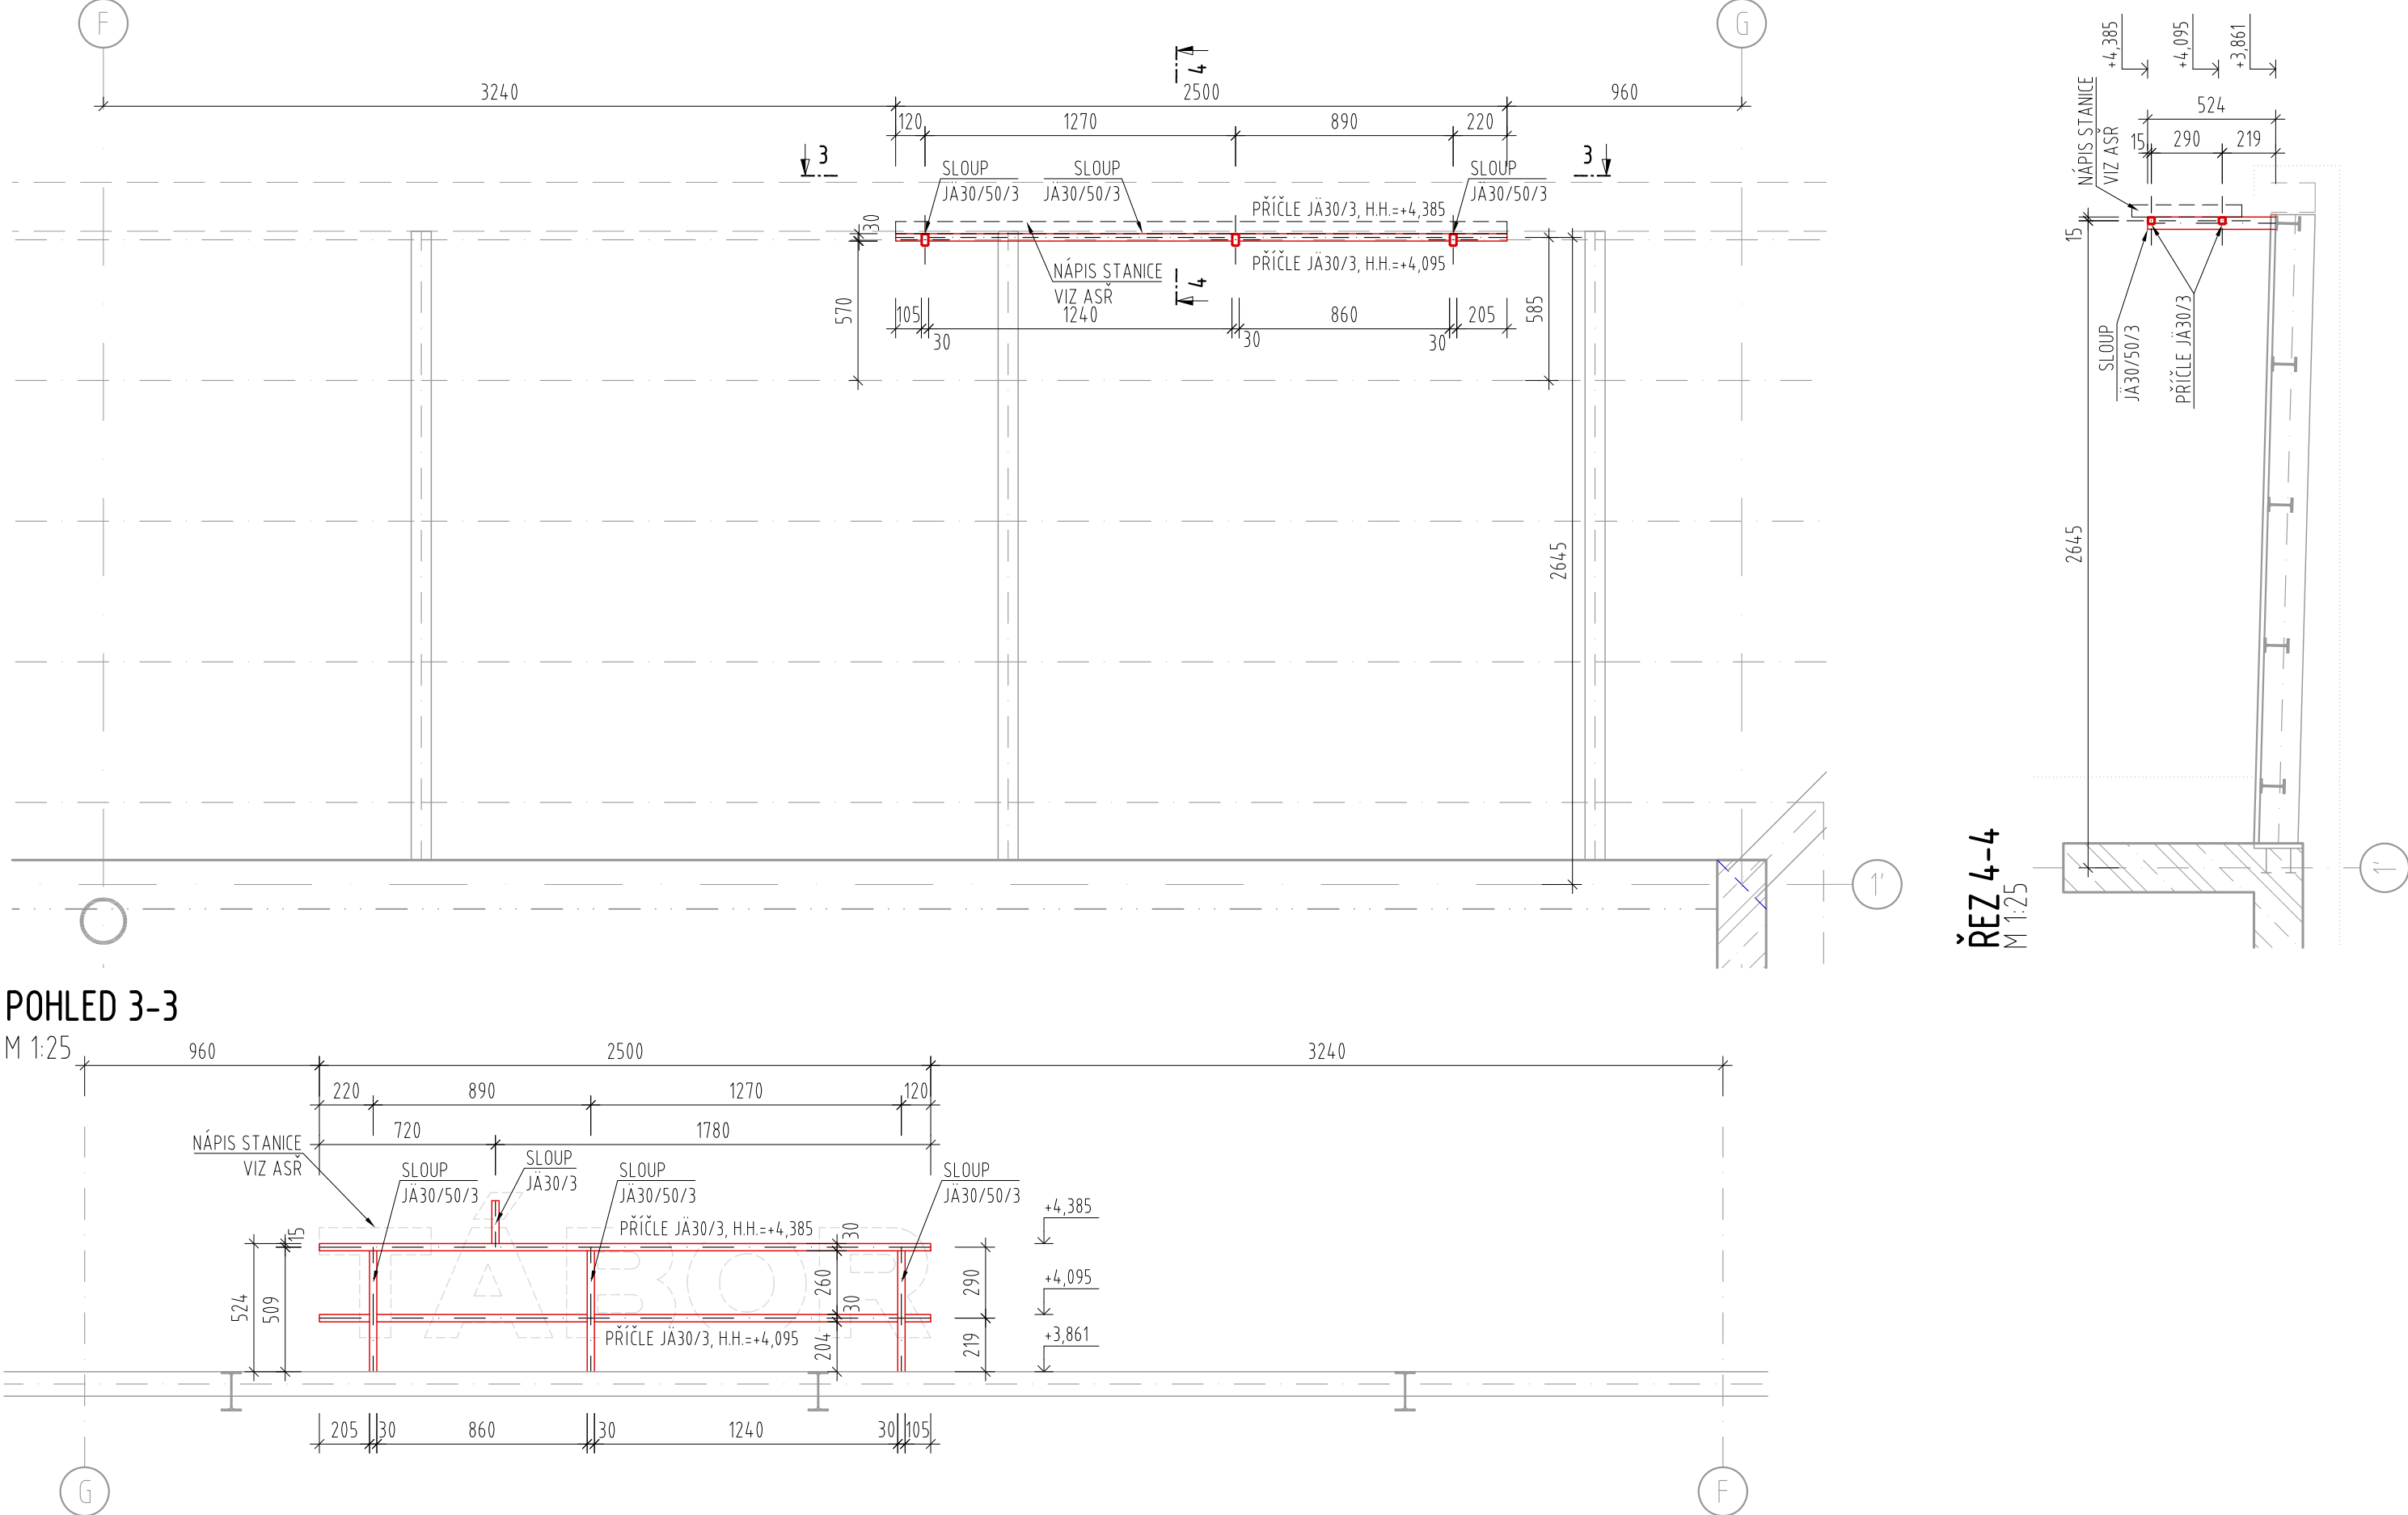 F
G
4
3240
2500
960
120
1270
890
220
3
3
SLOUP
JÄ30/50/3
SLOUP
JÄ30/50/3
SLOUP
JÄ30/50/3
30
PŘÍČLE JÄ30/3, H.H.=+4,385
PŘÍČLE JÄ30/3, H.H.=+4,095
NÁPIS STANICE
VIZ ASŘ
4
570
585
105
1240
860
205
30
30
30
2645
1'
+4,385
+4,095
+3,861
NÁPIS STANICE
VIZ ASŘ
524
15
290
219
15
SLOUP
JÄ30/50/3
PŘÍČLE JÄ30/3
2645
1'
ŘEZ 4-4
M 1:25
POHLED 3-3
M 1:25
960
2500
3240
220
890
1270
120
720
1780
NÁPIS STANICE
VIZ ASŘ
SLOUP
JÄ30/50/3
SLOUP
JÄ30/3
SLOUP
JÄ30/50/3
SLOUP
JÄ30/50/3
PŘÍČLE JÄ30/3, H.H.=+4,385
TÁBOR
PŘÍČLE JÄ30/3, H.H.=+4,095
15
524
509
30
260
30
204
290
219
+4,385
+4,095
+3,861
205
30
860
30
1240
30
105
G
F